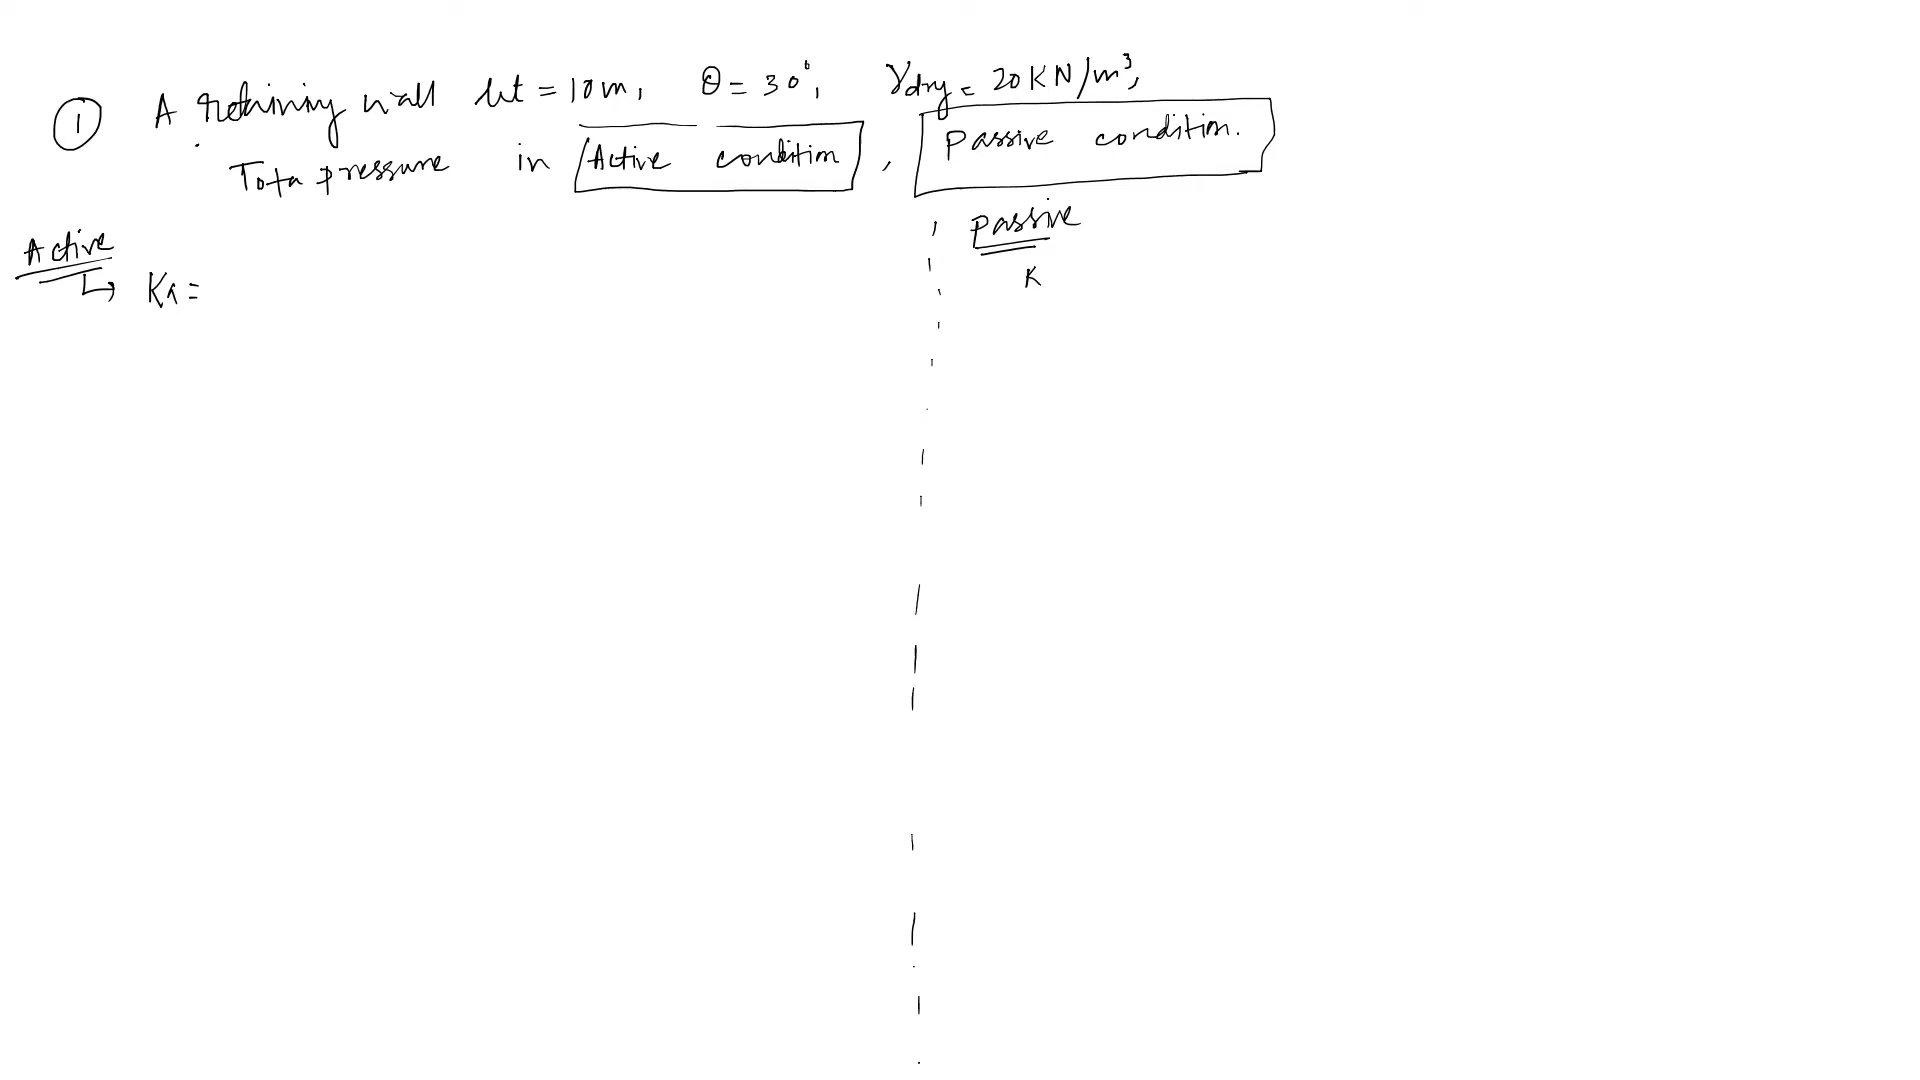 ① A retaining wall ht = 10m, θ = 30°, γdry = 20 KN/m³,
Tota pressure in Active condition, Passive condition.
Active
↳ Ka =
passive
K